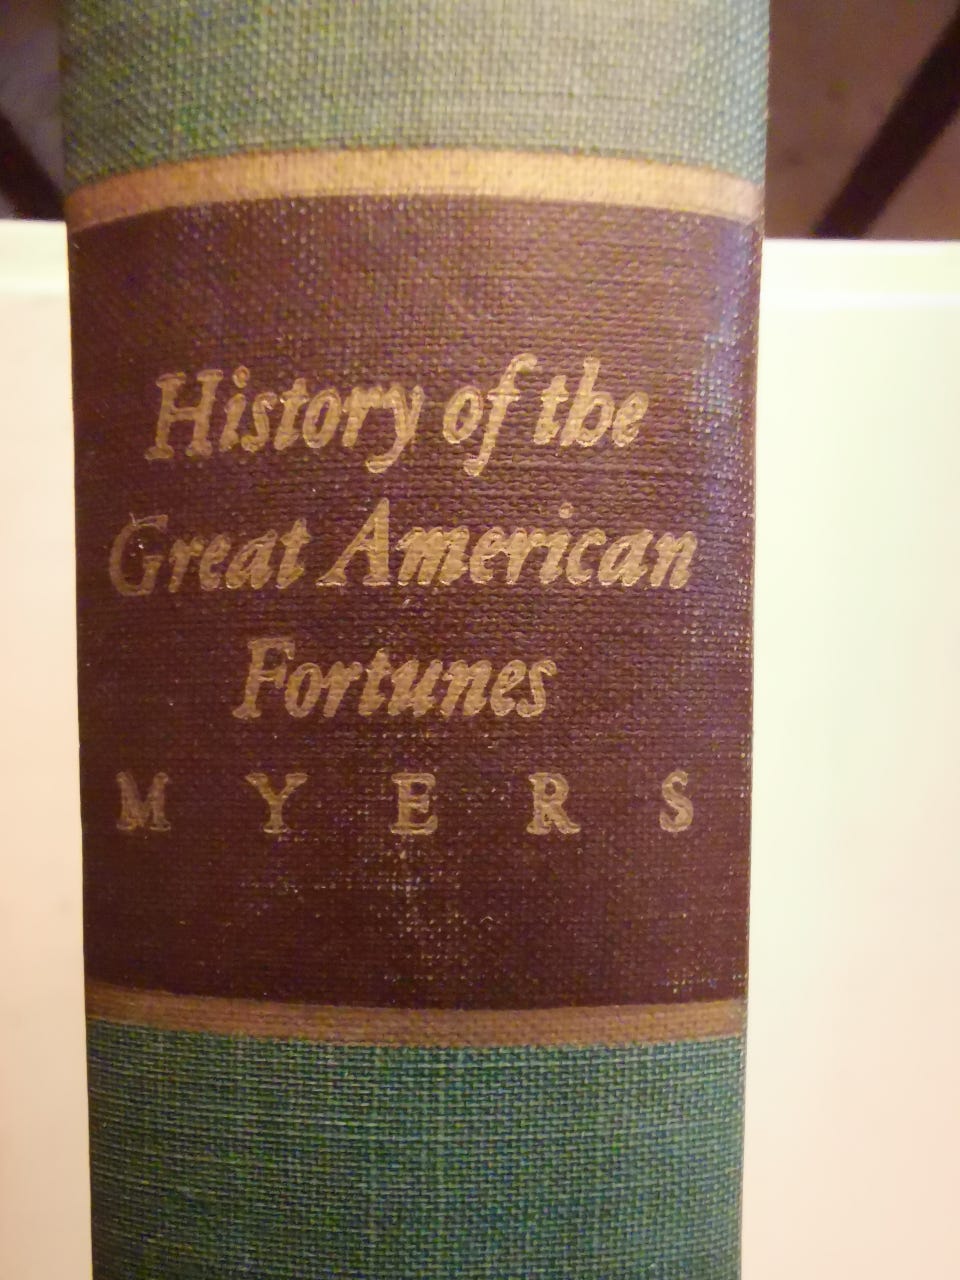 History of the
Great American
Fortunes
MYERS